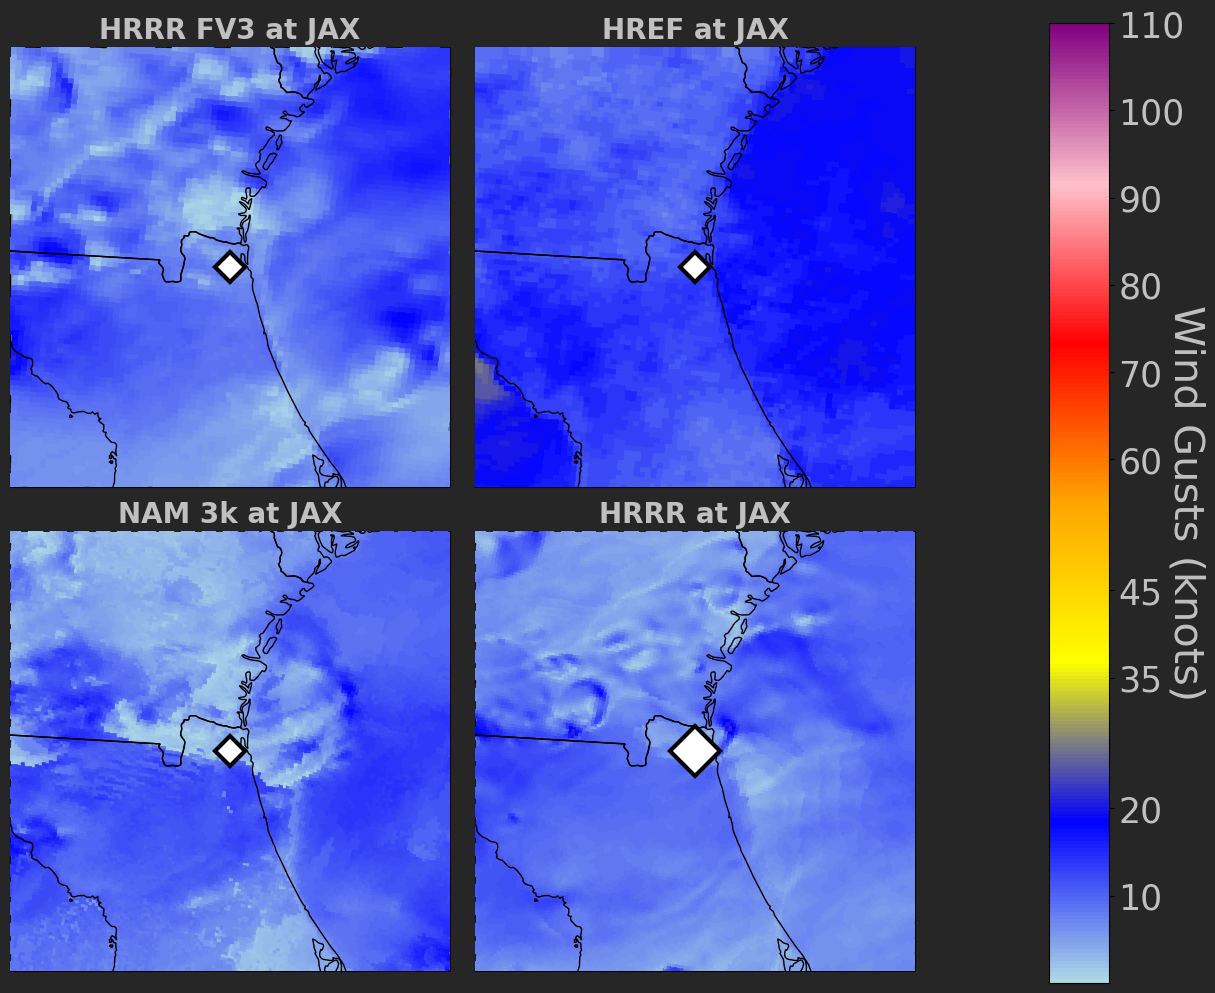 HRRR FV3 at JAX
HREF at JAX
NAM 3k at JAX
HRRR at JAX
110
100
90
80
70
60
45
35
20
10
Wind Gusts (knots)